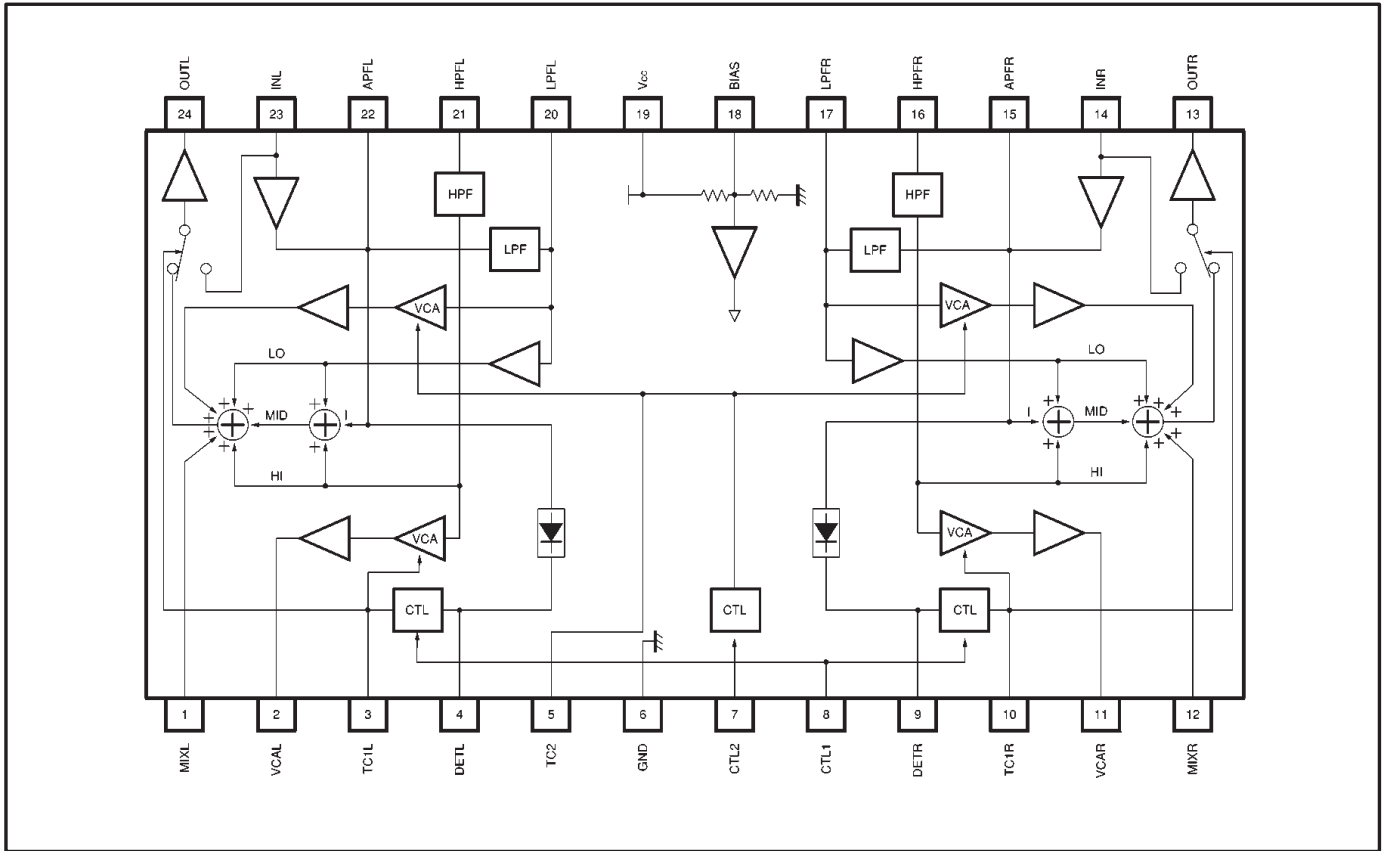 OUTL
INL
APFL
HPFL
LPFL
Vcc
BIAS
LPFR
HPFR
APFR
INR
OUTR
24
23
22
21
20
19
18
17
16
15
14
13
HPF
HPF
LPF
LPF
VCA
VCA
LO
LO
+ + + + + MID + I
I + MID + + +
+ + + +
HI
HI
VCA
VCA
CTL
CTL
CTL
1
2
3
4
5
6
7
8
9
10
11
12
MIXL
VCAL
TC1L
DETL
TC2
GND
CTL2
CTL1
DETR
TC1R
VCAR
MIXR